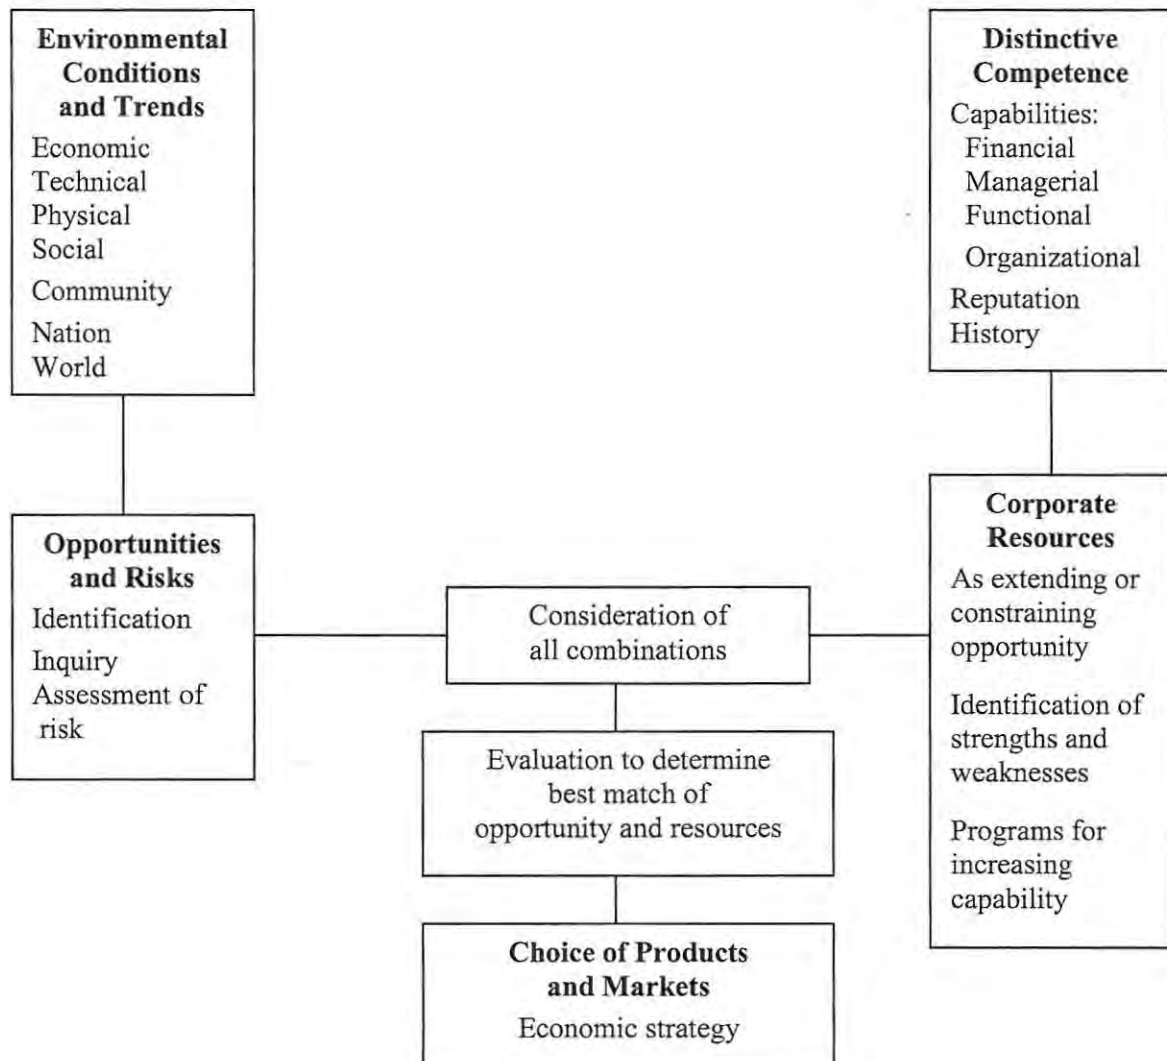 Environmental
Conditions
and Trends
Economic
Technical
Physical
Social
Community
Nation
World
Distinctive
Competence
Capabilities:
Financial
Managerial
Functional
Organizational
Reputation
History
Opportunities
and Risks
Identification
Inquiry
Assessment of
risk
Consideration of
all combinations
Corporate
Resources
As extending or
constraining
opportunity
Identification of
strengths and
weaknesses
Programs for
increasing
capability
Evaluation to determine
best match of
opportunity and resources
Choice of Products
and Markets
Economic strategy